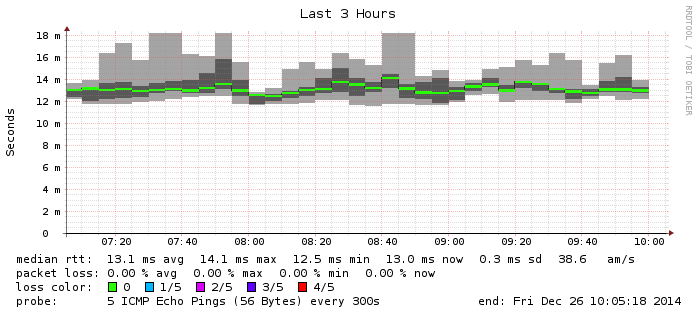 Last 3 Hours
RRDTOOL / TOBI OETIKER
Seconds
18 m
16 m
14 m
12 m
10 m
8 m
6 m
4 m
2 m
0
07:20 07:40 08:00 08:20 08:40 09:00 09:20 09:40 10:00
median rtt: 13.1 ms avg 14.1 ms max 12.5 ms min 13.0 ms now 0.3 ms sd 38.6 am/s
packet loss: 0.00 % avg 0.00 % max 0.00 % min 0.00 % now
loss color: 0 1/5 2/5 3/5 4/5
probe: 5 ICMP Echo Pings (56 Bytes) every 300s end: Fri Dec 26 10:05:18 2014